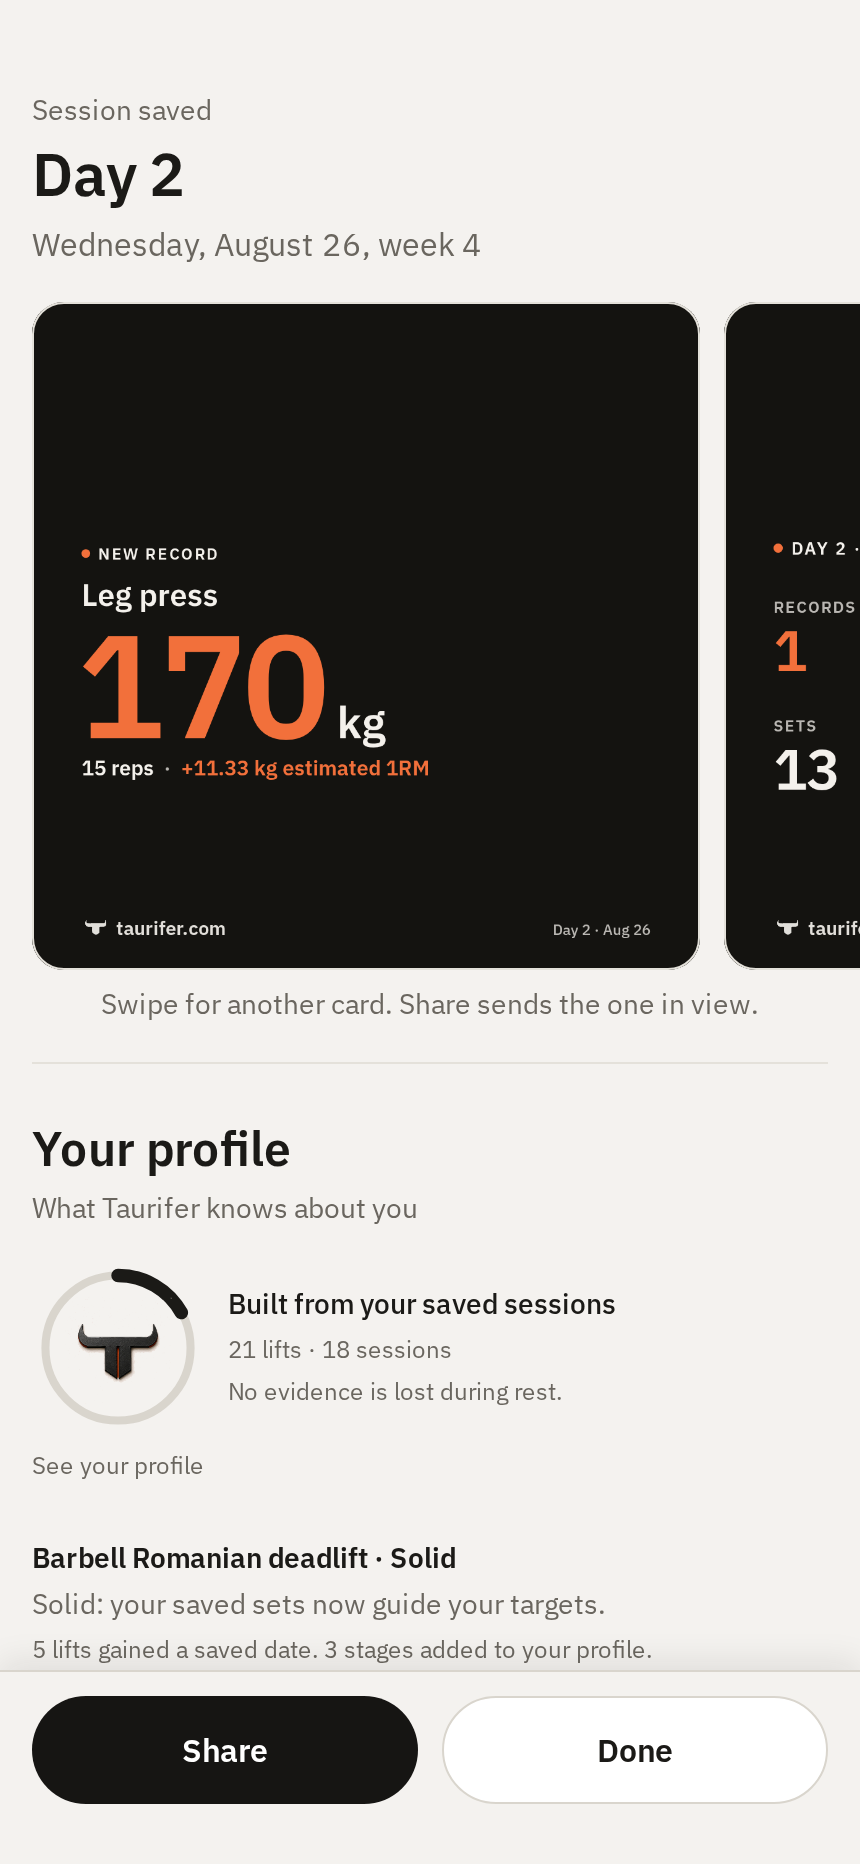 Session saved
Day 2
Wednesday, August 26, week 4
NEW RECORD
Leg press
170 kg
15 reps · +11.33 kg estimated 1RM
taurifer.com
Day 2 · Aug 26
DAY 2 ·
RECORDS
1
SETS
13
Swipe for another card. Share sends the one in view.
Your profile
What Taurifer knows about you
Built from your saved sessions
21 lifts · 18 sessions
No evidence is lost during rest.
See your profile
Barbell Romanian deadlift · Solid
Solid: your saved sets now guide your targets.
5 lifts gained a saved date. 3 stages added to your profile.
Share
Done